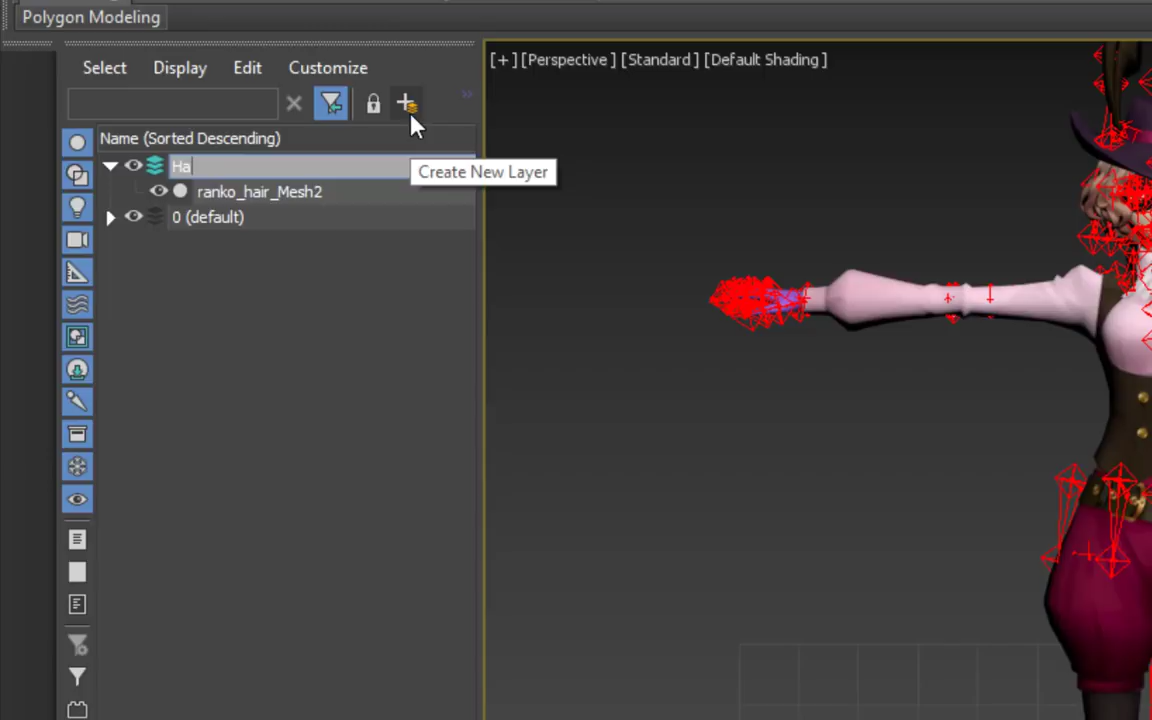 Polygon Modeling
Select Display Edit Customize
[+] [Perspective ] [Standard ] [Default Shading ]
Name (Sorted Descending)
Ha
Create New Layer
ranko_hair_Mesh2
0 (default)